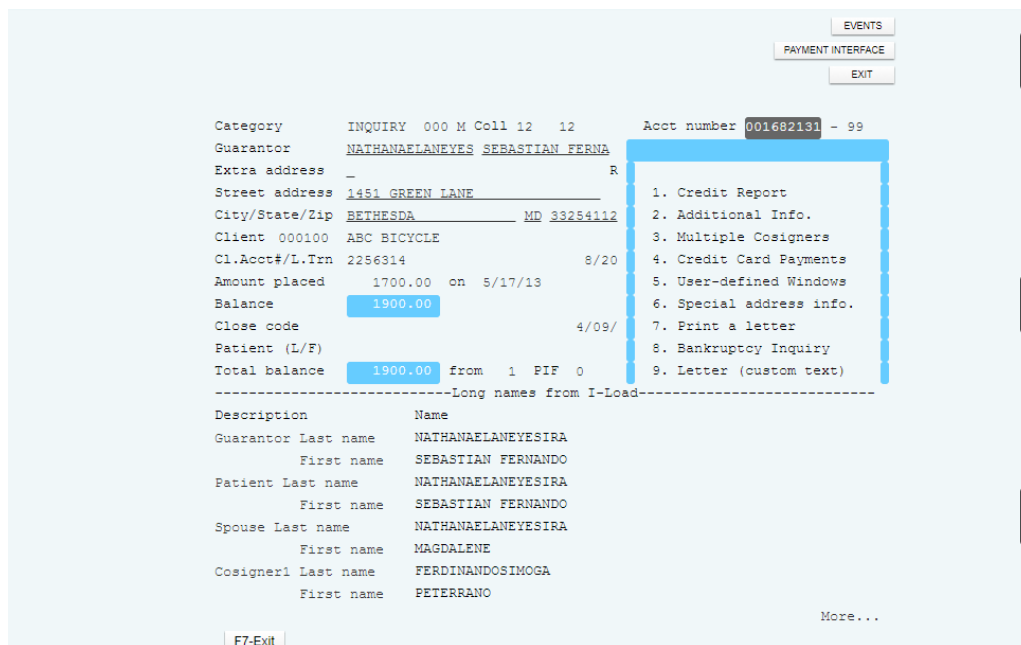 EVENTS
PAYMENT INTERFACE
EXIT
Category INQUIRY 000 M Coll 12 12 Acct number 001682131 - 99
Guarantor NATHANAELANEYES SEBASTIAN FERNA
Extra address _ R
Street address 1451 GREEN LANE 1. Credit Report
City/State/Zip BETHESDA MD 33254112 2. Additional Info.
Client 000100 ABC BICYCLE 3. Multiple Cosigners
Cl.Acct#/L.Trn 2256314 8/20 4. Credit Card Payments
Amount placed 1700.00 on 5/17/13 5. User-defined Windows
Balance 1900.00 6. Special address info.
Close code 4/09/ 7. Print a letter
Patient (L/F) 8. Bankruptcy Inquiry
Total balance 1900.00 from 1 PIF 0 9. Letter (custom text)
----------------------------Long names from I-Load----------------------------
Description Name
Guarantor Last name NATHANAELANEYESIRA
First name SEBASTIAN FERNANDO
Patient Last name NATHANAELANEYESIRA
First name SEBASTIAN FERNANDO
Spouse Last name NATHANAELANEYESIRA
First name MAGDALENE
Cosigner1 Last name FERDINANDOSIMOGA
First name PETERRANO
More...
F7-Exit